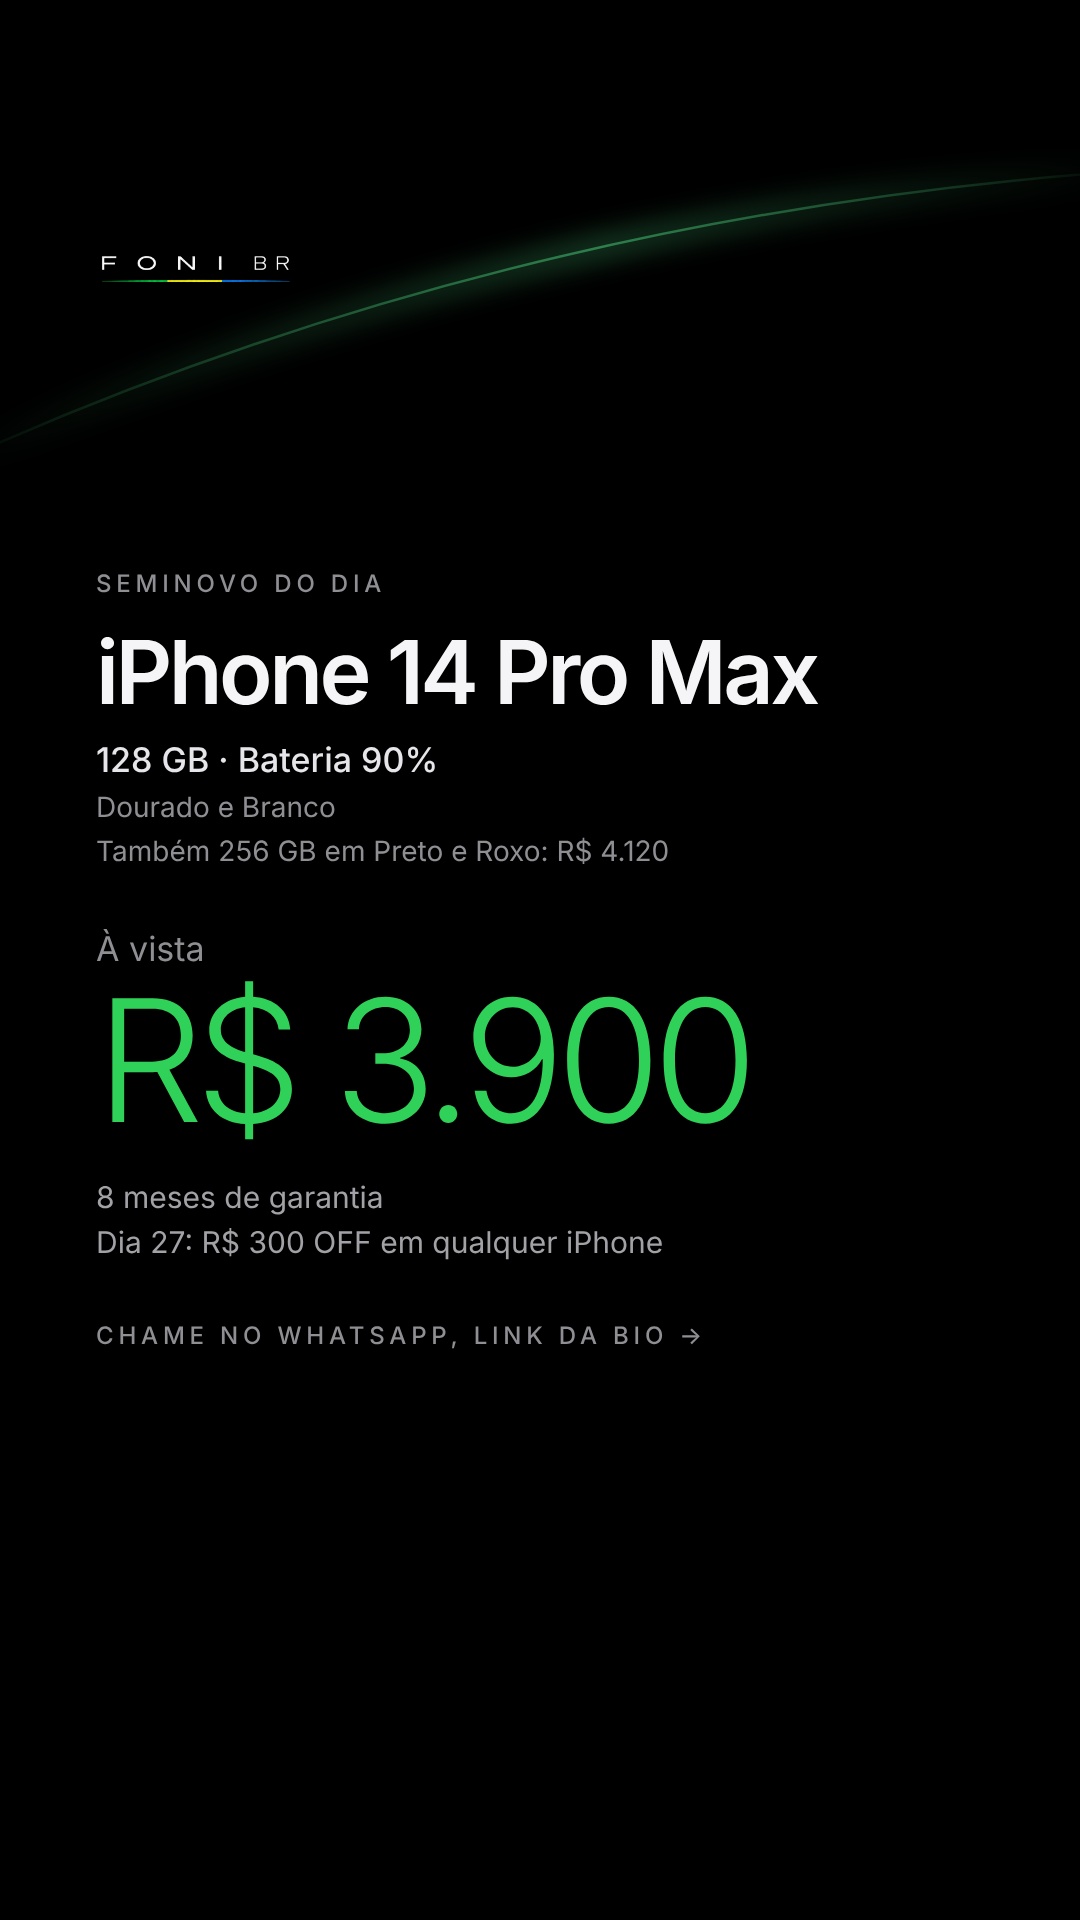 FONI BR
SEMINOVO DO DIA
iPhone 14 Pro Max
128 GB · Bateria 90%
Dourado e Branco
Também 256 GB em Preto e Roxo: R$ 4.120
À vista
R$ 3.900
8 meses de garantia
Dia 27: R$ 300 OFF em qualquer iPhone
CHAME NO WHATSAPP, LINK DA BIO →